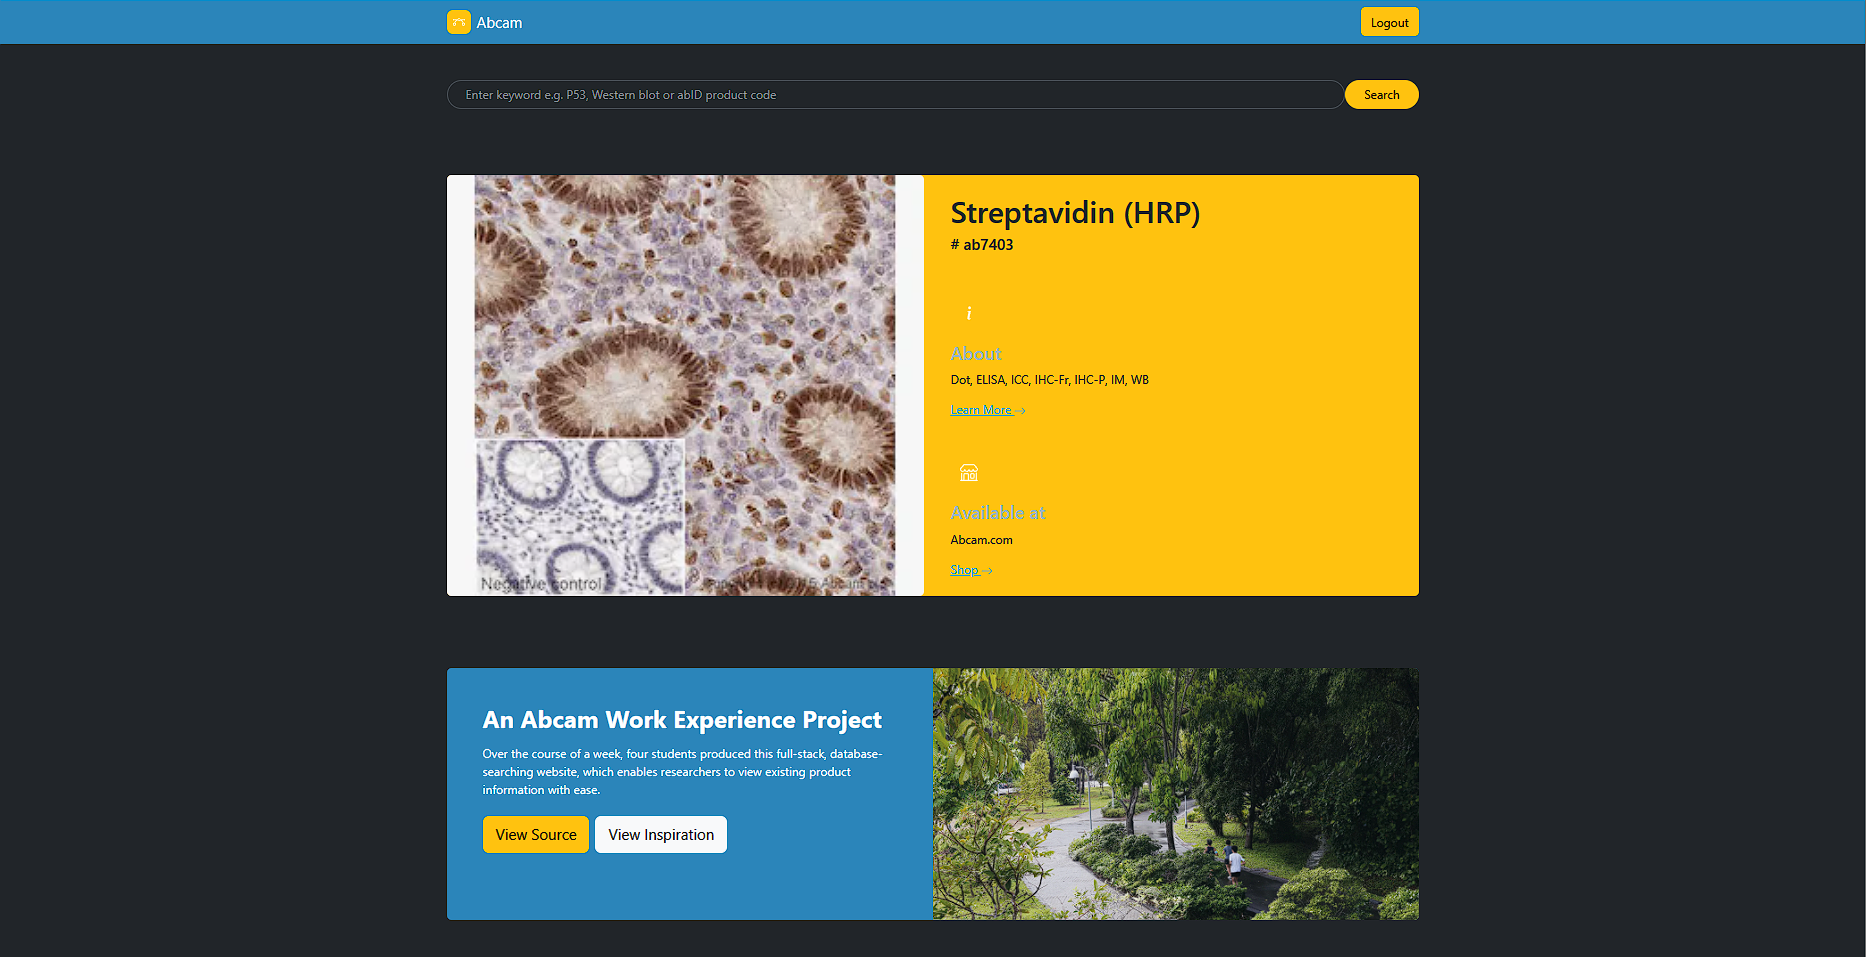 Abcam
Logout
Enter keyword e.g. P53, Western blot or abID product code
Search
Streptavidin (HRP)
# ab7403
i
About
Dot, ELISA, ICC, IHC-Fr, IHC-P, IM, WB
Learn More →
Available at
Abcam.com
Shop →
Negative control
Abcam
An Abcam Work Experience Project
Over the course of a week, four students produced this full-stack, database-
searching website, which enables researchers to view existing product
information with ease.
View Source
View Inspiration